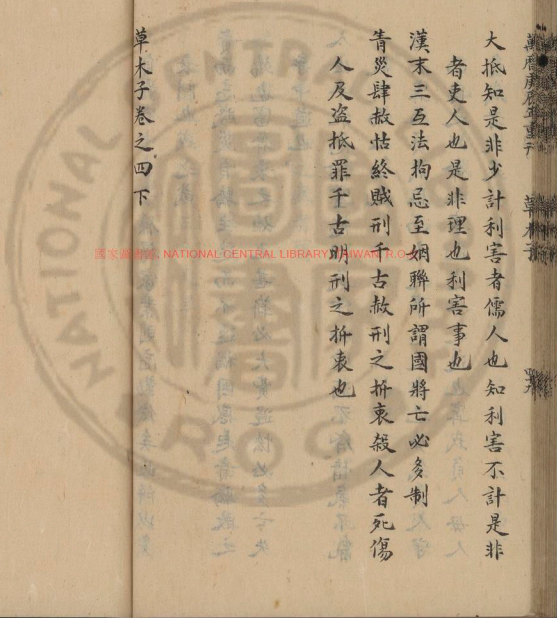 萬曆庚辰年重刊
草木子
大抵知是非少計利害者儒人也知利害不計是非
者吏人也是非理也利害事也
漢末三互法拘忌至姻聯所謂國將亡必多制
青災肆赦怙終賊刑千古赦刑之折衷殺人者死傷
人及盜抵罪千古明刑之折衷也
草木子卷之四下
國家圖書館, NATIONAL CENTRAL LIBRARY, TAIWAN R.O.C